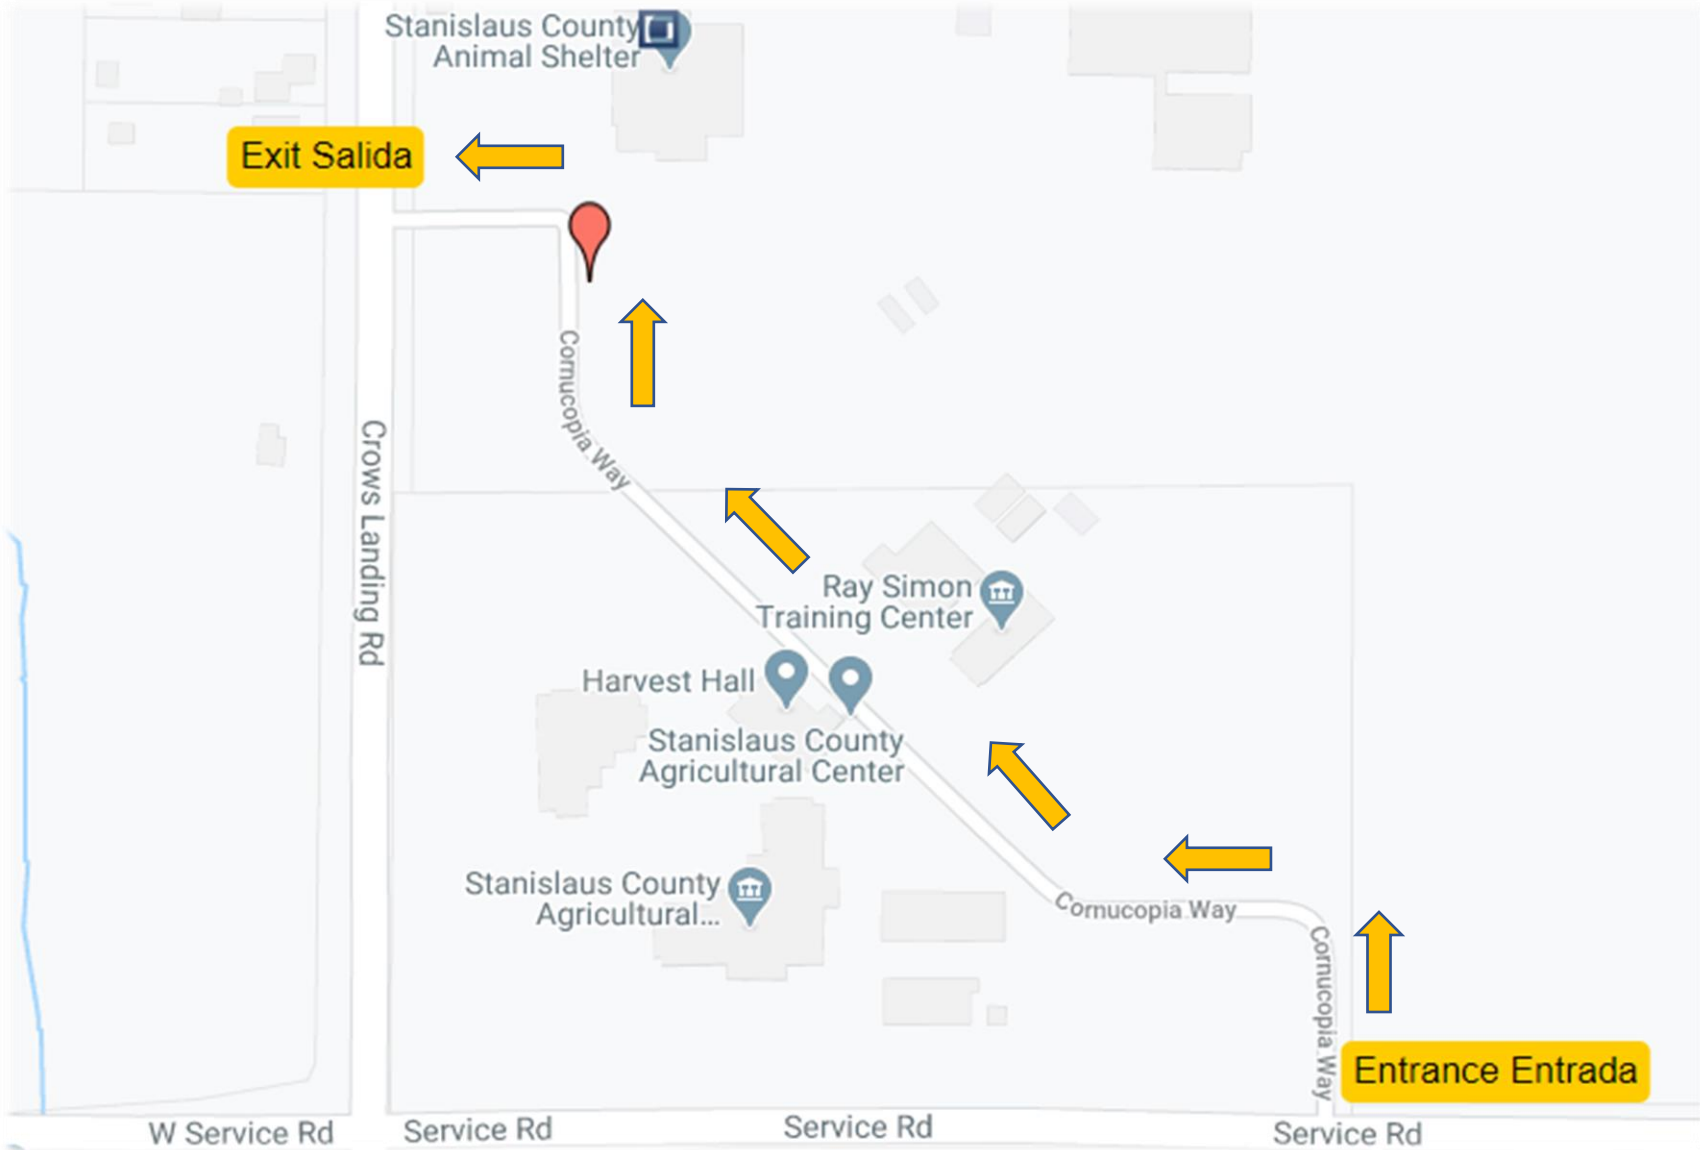 Stanislaus County
Animal Shelter
Exit Salida
Cornucopia Way
Crows Landing Rd
Ray Simon
Training Center
Harvest Hall
Stanislaus County
Agricultural Center
Stanislaus County
Agricultural...
Cornucopia Way
Cornucopia Way
Entrance Entrada
W Service Rd
Service Rd
Service Rd
Service Rd